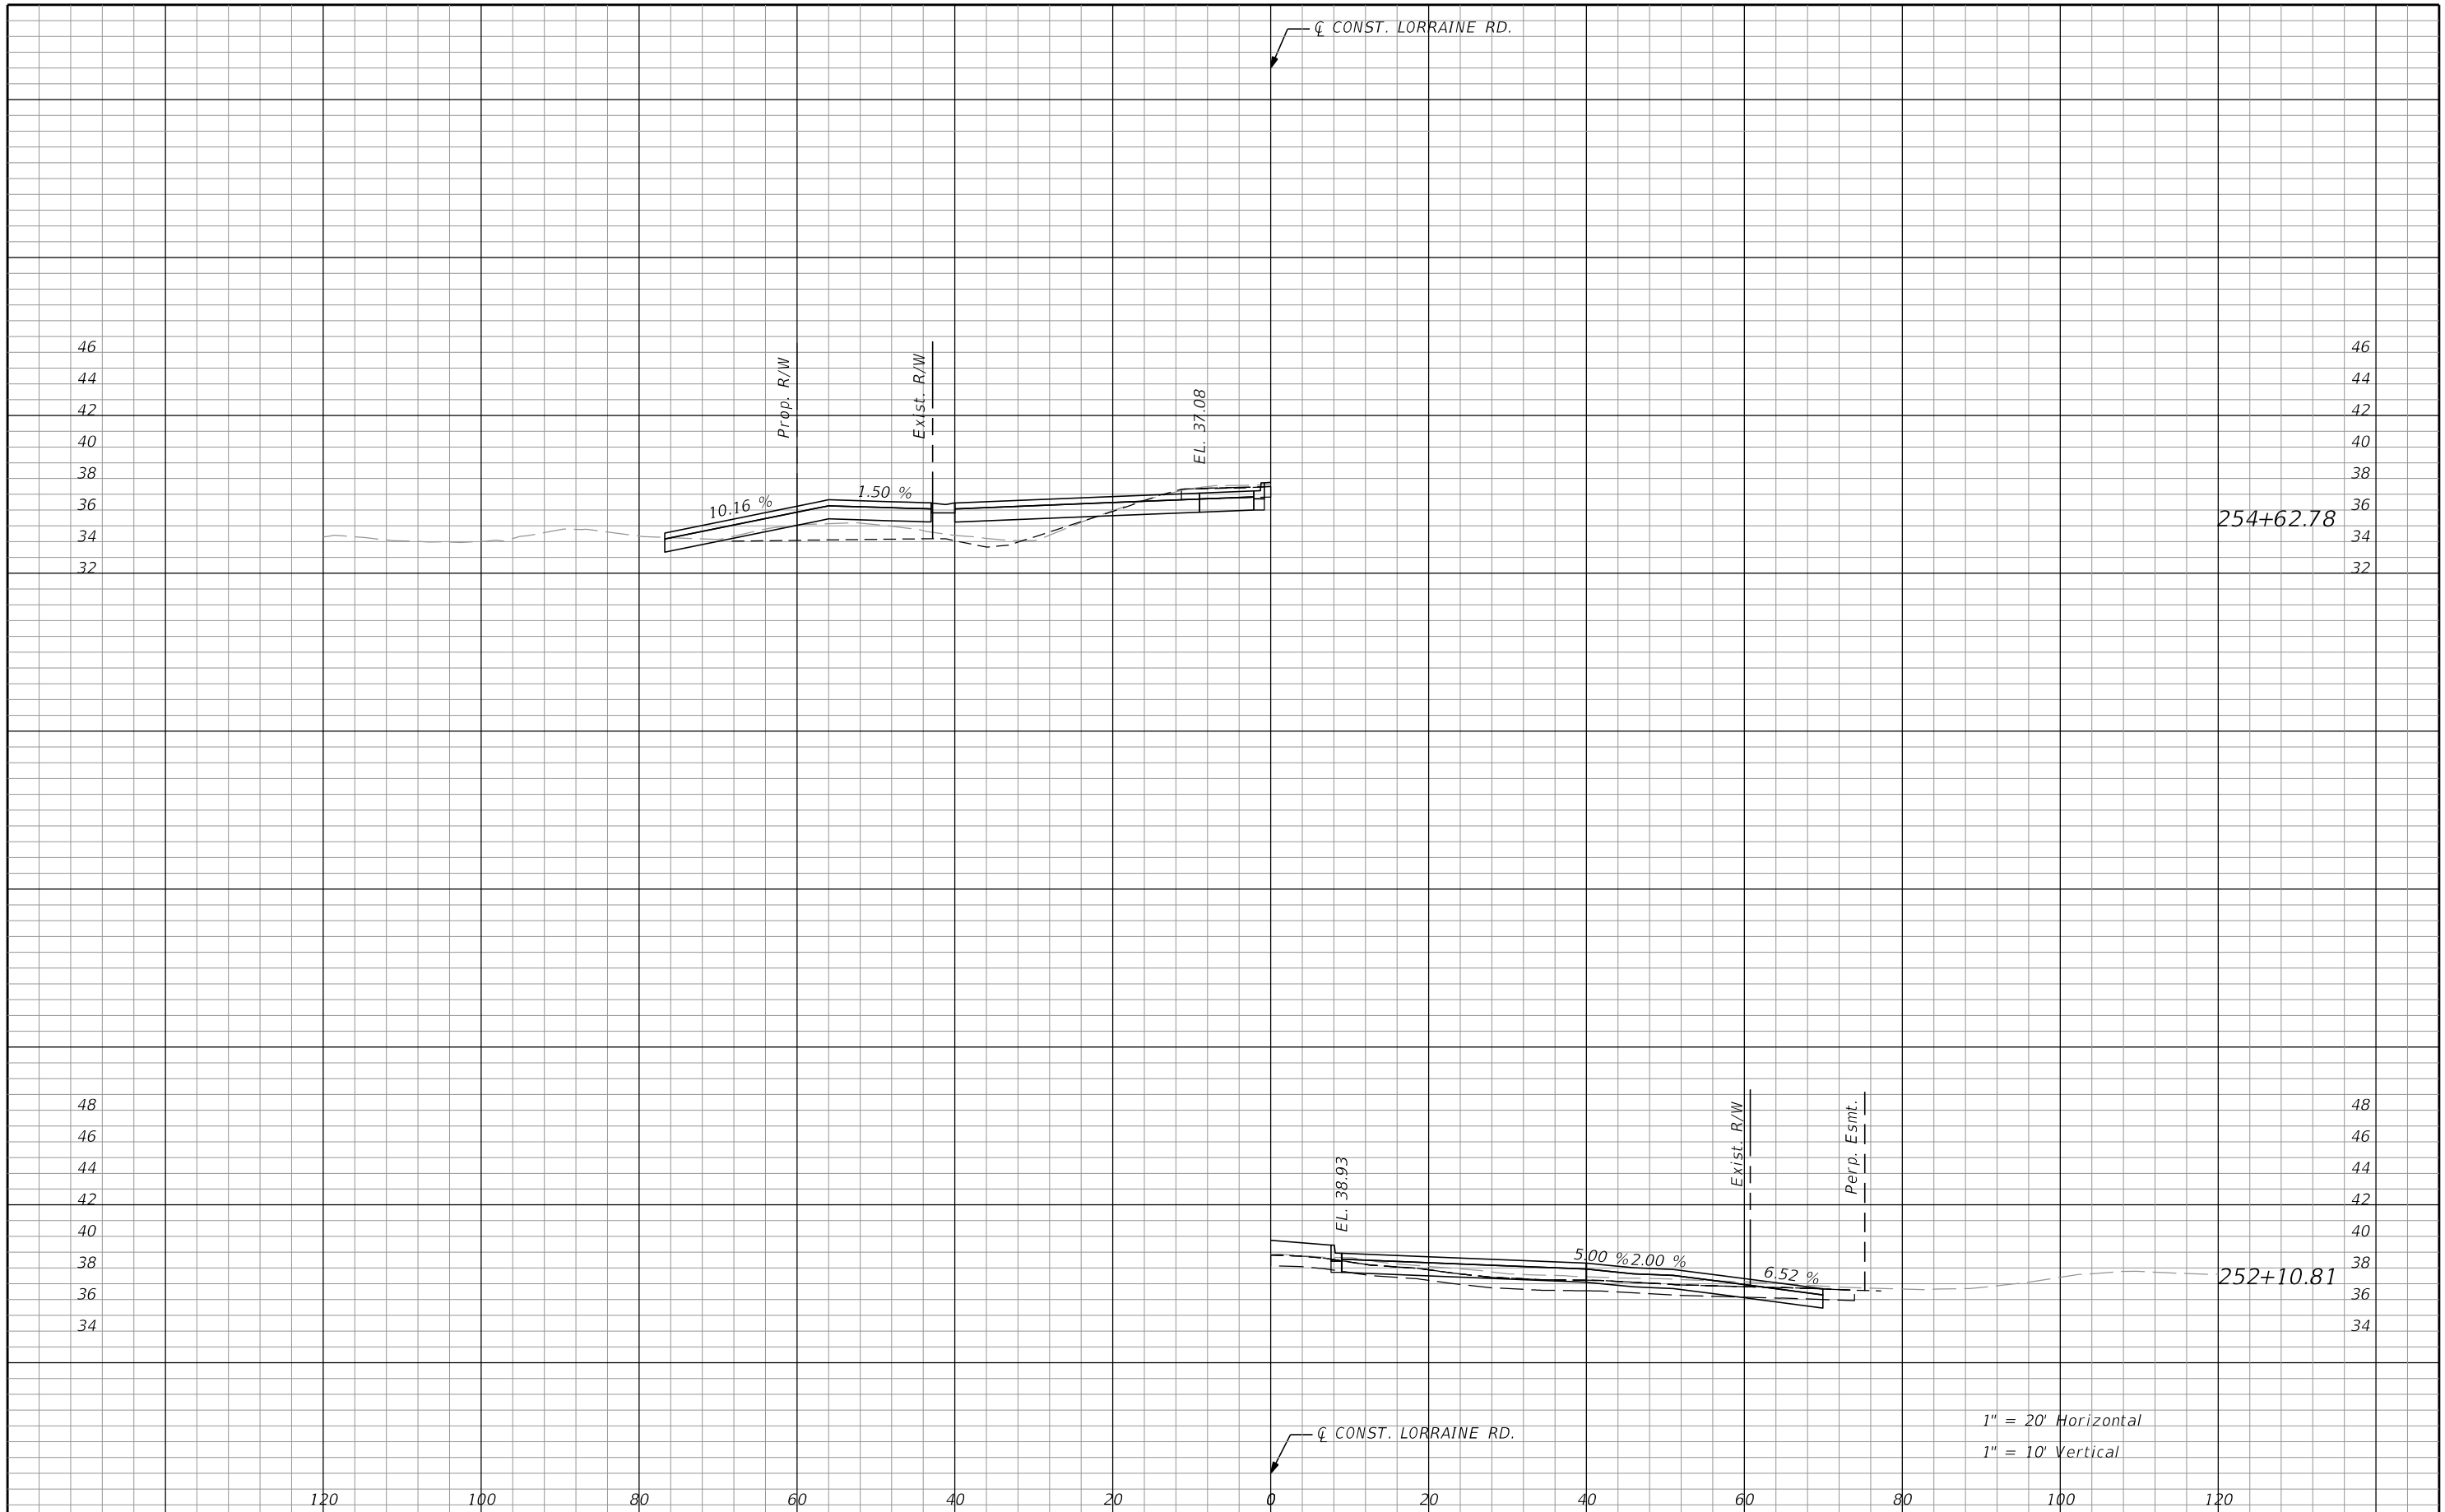 ℄ CONST. LORRAINE RD.
46 46
44 44
42 42
40 40
38 38
36 36
34 34
32 32
Prop. R/W
Exist. R/W
EL. 37.08
10.16 %
1.50 %
254+62.78
48 48
46 46
44 44
42 42
40 40
38 38
36 36
34 34
EL. 38.93
Exist. R/W
Perp. Esmt.
5.00 % 2.00 %
6.52 %
252+10.81
1" = 20' Horizontal
1" = 10' Vertical
℄ CONST. LORRAINE RD.
120 100 80 60 40 20 0 20 40 60 80 100 120